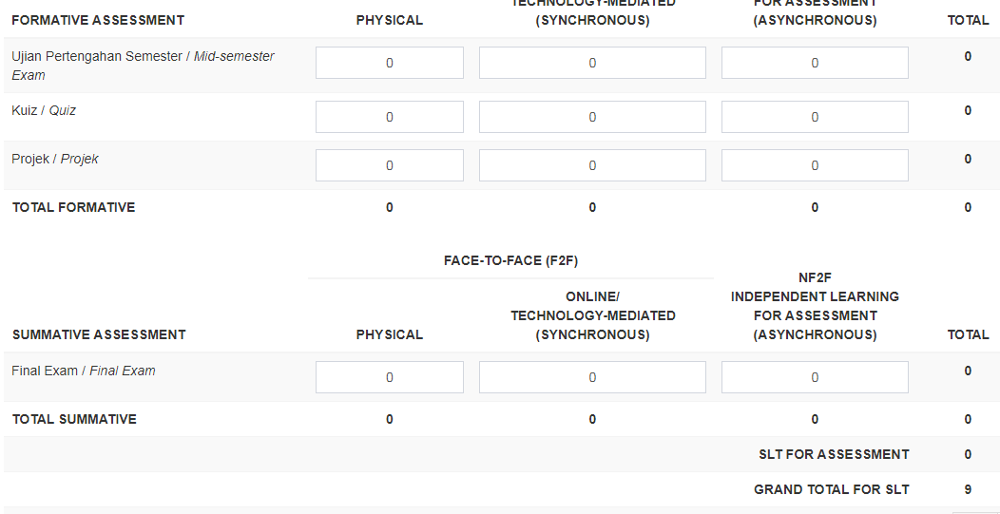 TECHNOLOGY-MEDIATED FOR ASSESSMENT
FORMATIVE ASSESSMENT PHYSICAL (SYNCHRONOUS) (ASYNCHRONOUS) TOTAL
Ujian Pertengahan Semester / Mid-semester
Exam
0 0 0 0
Kuiz / Quiz 0 0 0 0
Projek / Projek 0 0 0 0
TOTAL FORMATIVE 0 0 0 0
FACE-TO-FACE (F2F)
NF2F
ONLINE/ INDEPENDENT LEARNING
TECHNOLOGY-MEDIATED FOR ASSESSMENT
SUMMATIVE ASSESSMENT PHYSICAL (SYNCHRONOUS) (ASYNCHRONOUS) TOTAL
Final Exam / Final Exam 0 0 0 0
TOTAL SUMMATIVE 0 0 0 0
SLT FOR ASSESSMENT 0
GRAND TOTAL FOR SLT 9